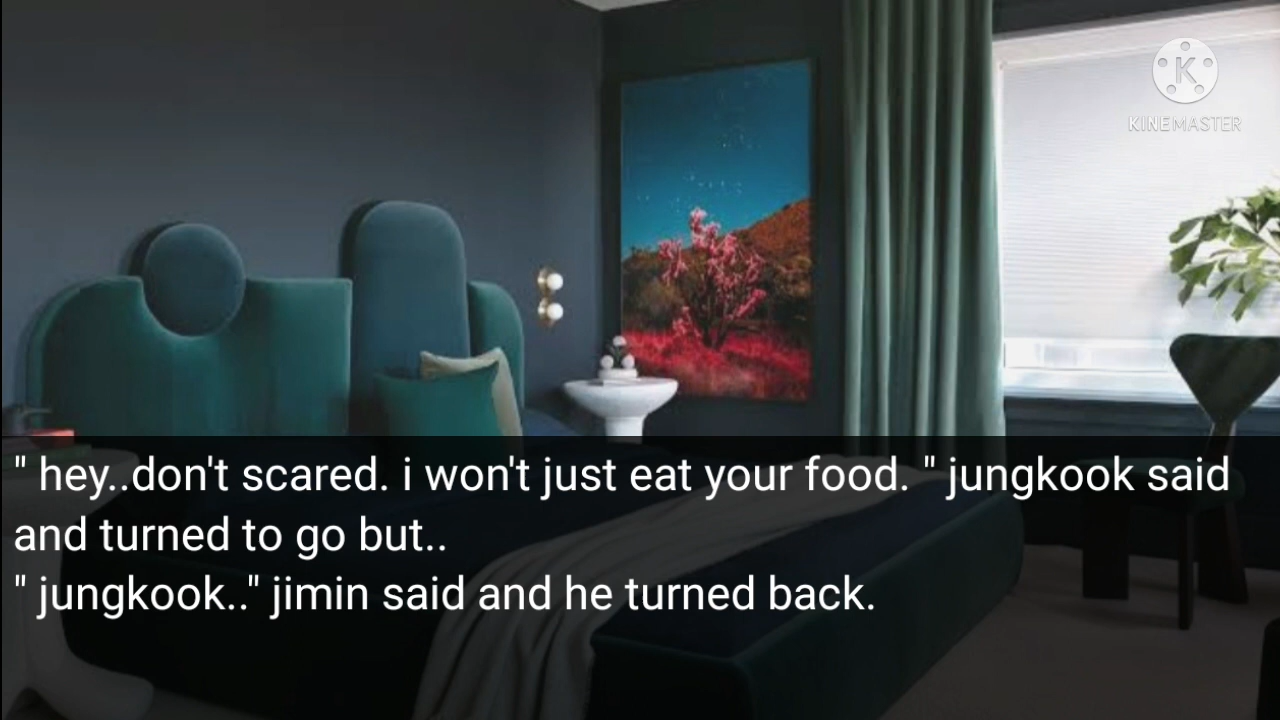 KINEMASTER
" hey..don't scared. i won't just eat your food. " jungkook said
and turned to go but..
" jungkook.." jimin said and he turned back.